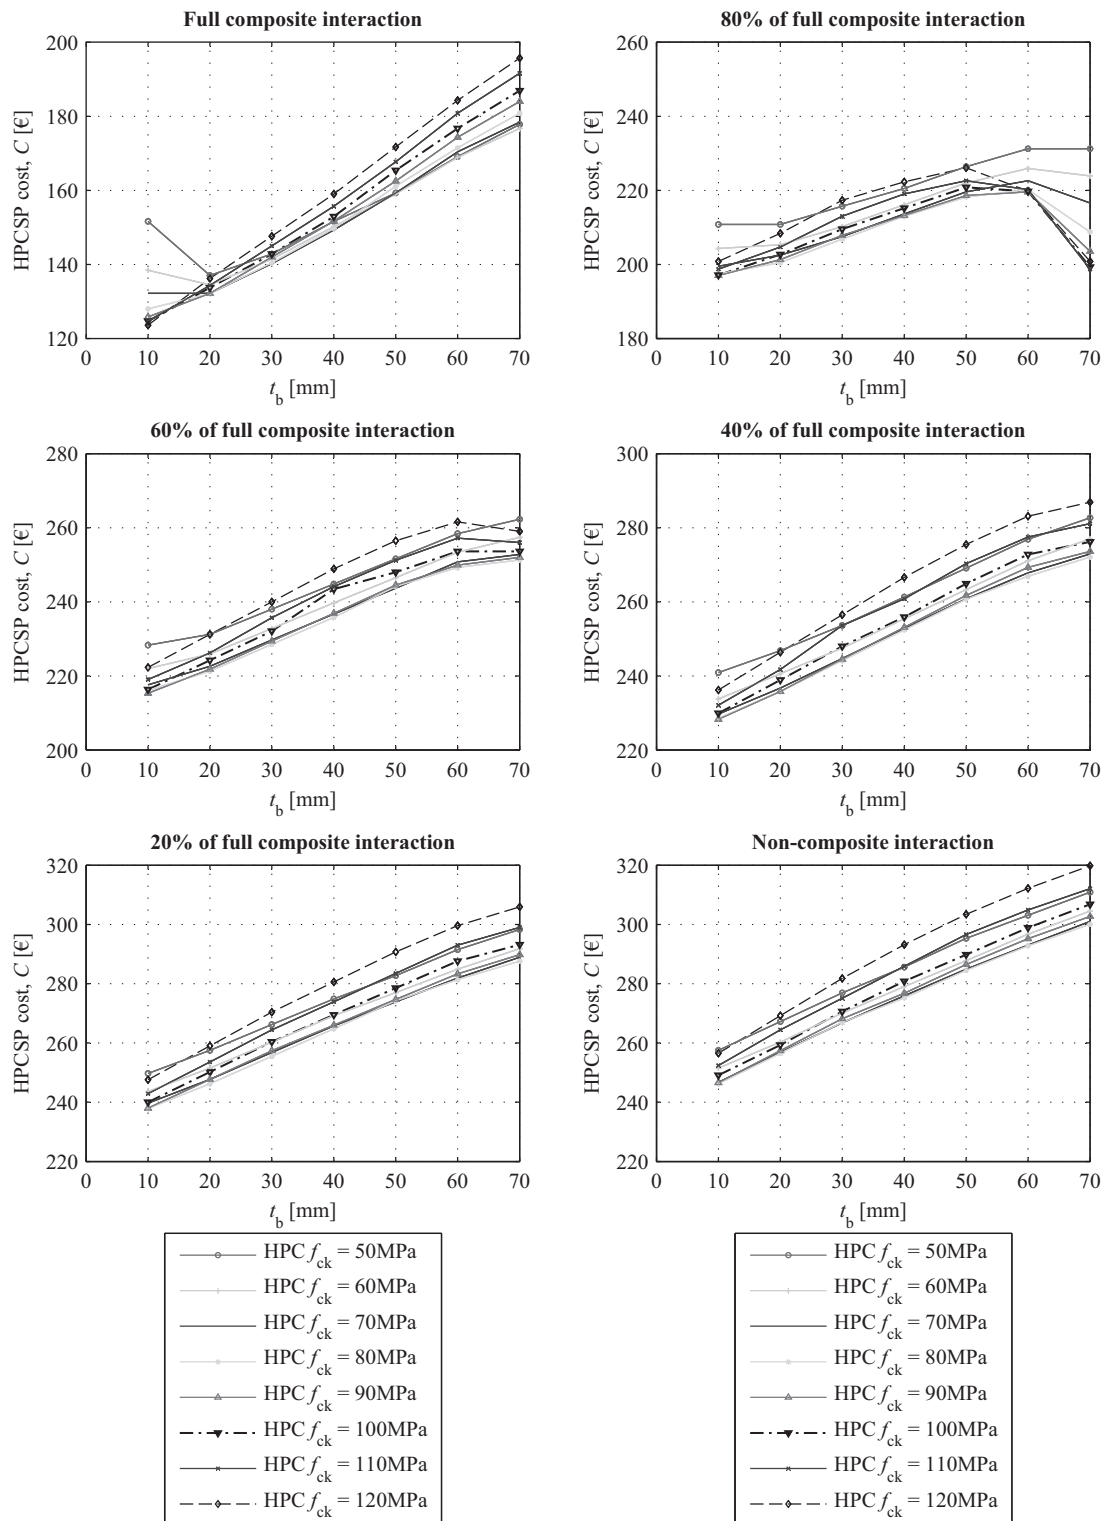 Full composite interaction
HPCSP cost, C [€]
200
180
160
140
120
0 10 20 30 40 50 60 70
t_b [mm]
80% of full composite interaction
HPCSP cost, C [€]
260
240
220
200
180
0 10 20 30 40 50 60 70
t_b [mm]
60% of full composite interaction
HPCSP cost, C [€]
280
260
240
220
200
0 10 20 30 40 50 60 70
t_b [mm]
40% of full composite interaction
HPCSP cost, C [€]
300
280
260
240
220
0 10 20 30 40 50 60 70
t_b [mm]
20% of full composite interaction
HPCSP cost, C [€]
320
300
280
260
240
220
0 10 20 30 40 50 60 70
t_b [mm]
Non-composite interaction
HPCSP cost, C [€]
320
300
280
260
240
220
0 10 20 30 40 50 60 70
t_b [mm]
HPC f_ck = 50MPa
HPC f_ck = 60MPa
HPC f_ck = 70MPa
HPC f_ck = 80MPa
HPC f_ck = 90MPa
HPC f_ck = 100MPa
HPC f_ck = 110MPa
HPC f_ck = 120MPa
HPC f_ck = 50MPa
HPC f_ck = 60MPa
HPC f_ck = 70MPa
HPC f_ck = 80MPa
HPC f_ck = 90MPa
HPC f_ck = 100MPa
HPC f_ck = 110MPa
HPC f_ck = 120MPa